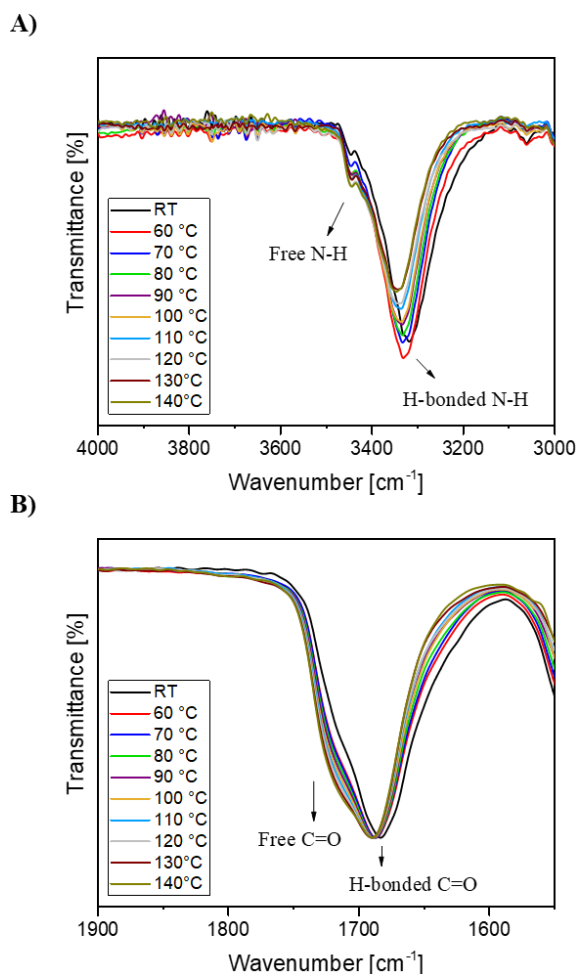 A)
Transmittance [%]
RT
60 °C
70 °C
80 °C
90 °C
100 °C
110 °C
120 °C
130°C
140°C
Free N-H
H-bonded N-H
4000 3800 3600 3400 3200 3000
Wavenumber [cm⁻¹]
B)
Transmittance [%]
RT
60 °C
70 °C
80 °C
90 °C
100 °C
110 °C
120 °C
130°C
140°C
Free C=O
H-bonded C=O
1900 1800 1700 1600
Wavenumber [cm⁻¹]